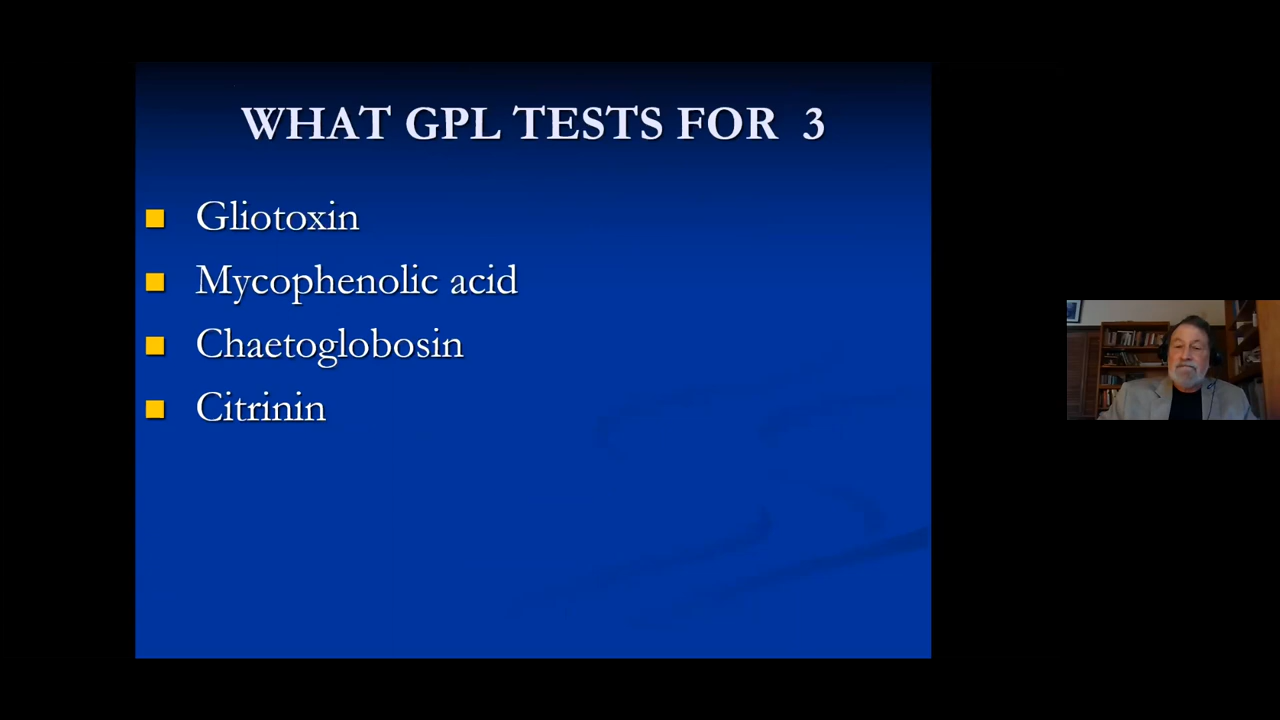 WHAT GPL TESTS FOR 3
Gliotoxin
Mycophenolic acid
Chaetoglobosin
Citrinin